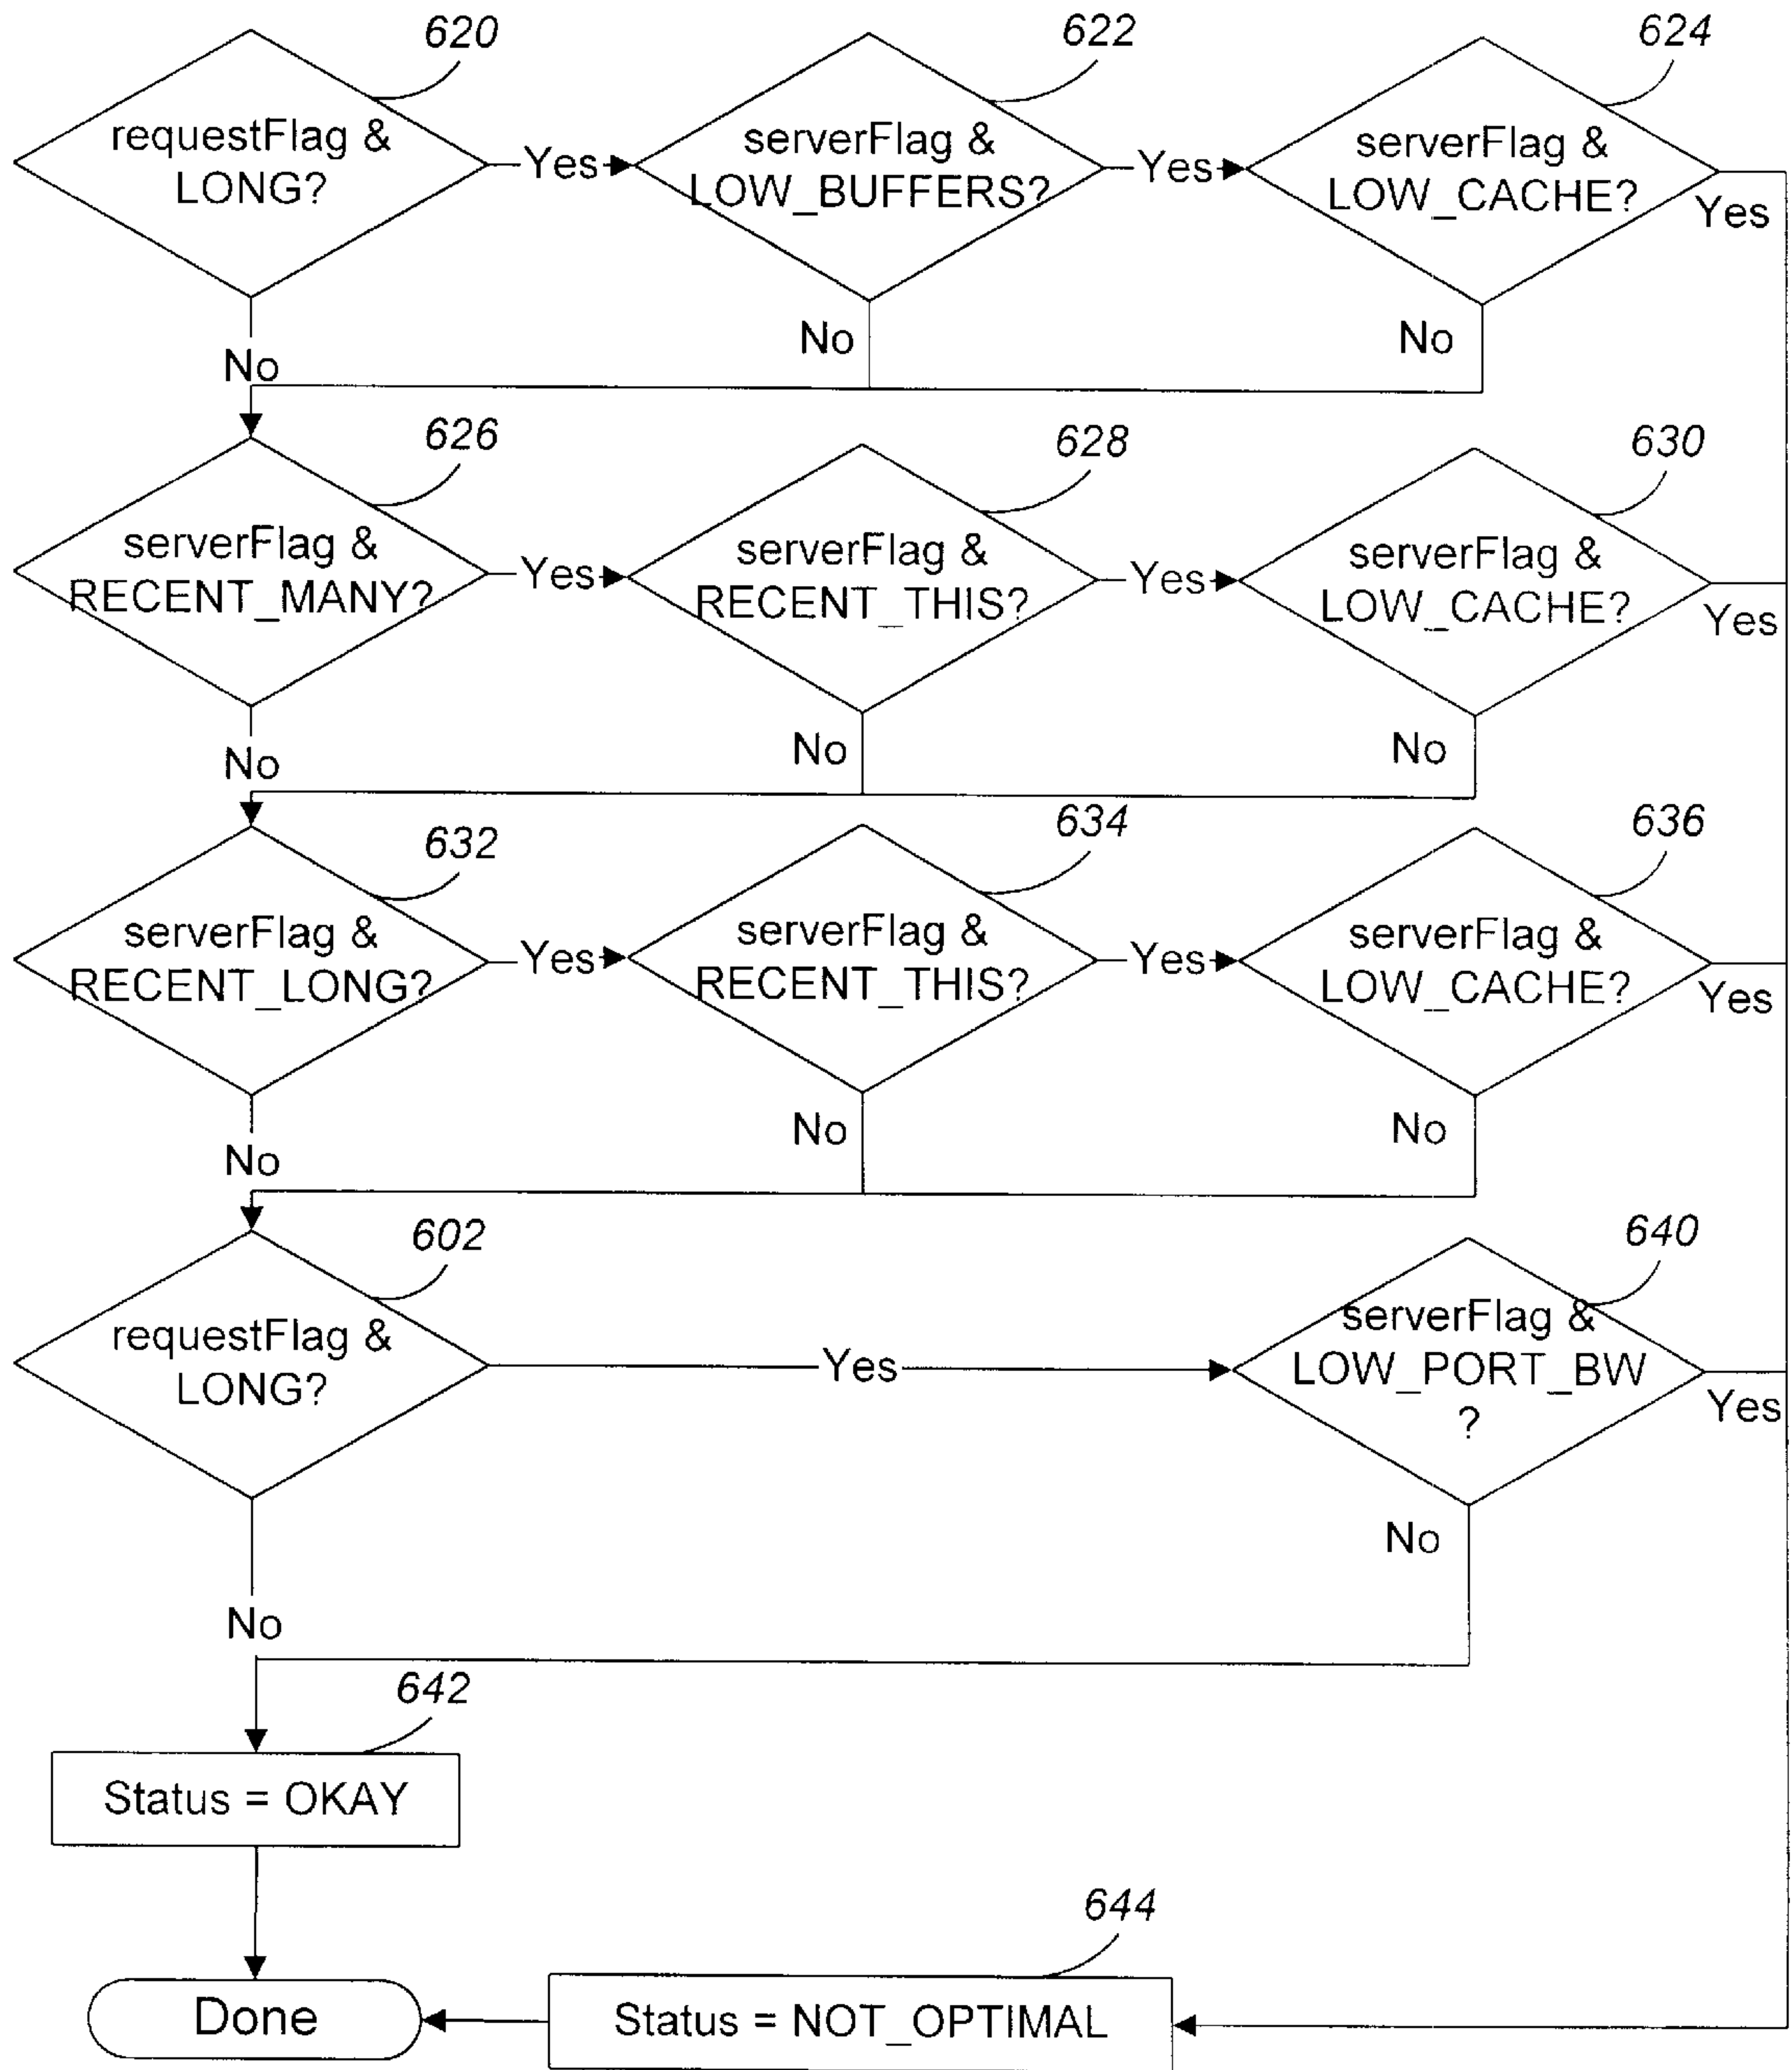 620
622
624
requestFlag &
LONG?
Yes
serverFlag &
LOW_BUFFERS?
Yes
serverFlag &
LOW_CACHE?
Yes
No
No
No
626
628
630
serverFlag &
RECENT_MANY?
Yes
serverFlag &
RECENT_THIS?
Yes
serverFlag &
LOW_CACHE?
Yes
No
No
No
632
634
636
serverFlag &
RECENT_LONG?
Yes
serverFlag &
RECENT_THIS?
Yes
serverFlag &
LOW_CACHE?
Yes
No
No
No
602
640
requestFlag &
LONG?
Yes
serverFlag &
LOW_PORT_BW
?
Yes
No
No
642
Status = OKAY
644
Done
Status = NOT_OPTIMAL